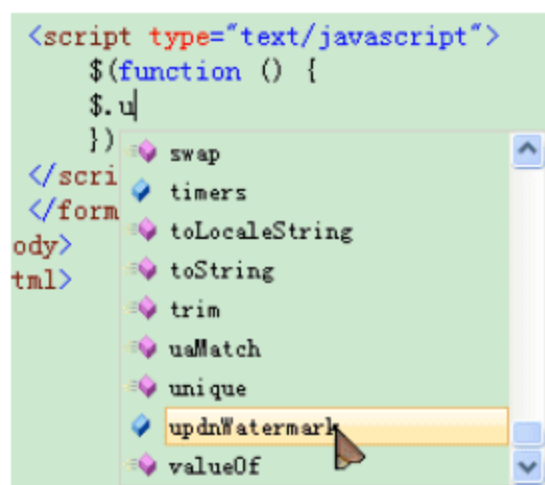 <script type="text/javascript">
$(function () {
$.u
})
</scri
</form
ody>
tml>
swap
timers
toLocaleString
toString
trim
uaMatch
unique
updnWatermark
valueOf